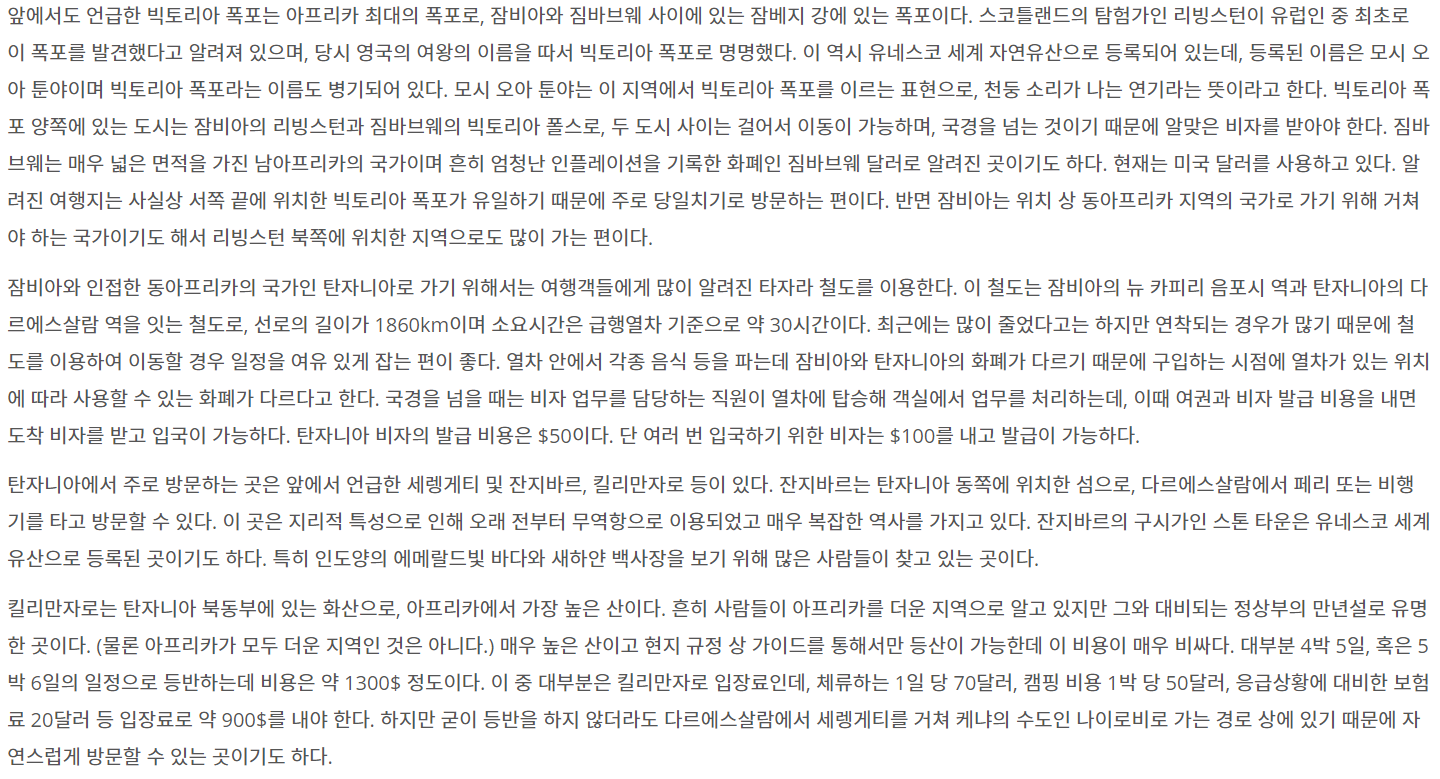 앞에서도 언급한 빅토리아 폭포는 아프리카 최대의 폭포로, 잠비아와 짐바브웨 사이에 있는 잠베지 강에 있는 폭포이다. 스코틀랜드의 탐험가인 리빙스턴이 유럽인 중 최초로
이 폭포를 발견했다고 알려져 있으며, 당시 영국의 여왕의 이름을 따서 빅토리아 폭포로 명명했다. 이 역시 유네스코 세계 자연유산으로 등록되어 있는데, 등록된 이름은 모시 오
아 툰야이며 빅토리아 폭포라는 이름도 병기되어 있다. 모시 오아 툰야는 이 지역에서 빅토리아 폭포를 이르는 표현으로, 천둥 소리가 나는 연기라는 뜻이라고 한다. 빅토리아 폭
포 양쪽에 있는 도시는 잠비아의 리빙스턴과 짐바브웨의 빅토리아 폴스로, 두 도시 사이는 걸어서 이동이 가능하며, 국경을 넘는 것이기 때문에 알맞은 비자를 받아야 한다. 짐바
브웨는 매우 넓은 면적을 가진 남아프리카의 국가이며 흔히 엄청난 인플레이션을 기록한 화폐인 짐바브웨 달러로 알려진 곳이기도 하다. 현재는 미국 달러를 사용하고 있다. 알
려진 여행지는 사실상 서쪽 끝에 위치한 빅토리아 폭포가 유일하기 때문에 주로 당일치기로 방문하는 편이다. 반면 잠비아는 위치 상 동아프리카 지역의 국가로 가기 위해 거쳐
야 하는 국가이기도 해서 리빙스턴 북쪽에 위치한 지역으로도 많이 가는 편이다.
잠비아와 인접한 동아프리카의 국가인 탄자니아로 가기 위해서는 여행객들에게 많이 알려진 타자라 철도를 이용한다. 이 철도는 잠비아의 뉴 카피리 음포시 역과 탄자니아의 다
르에스살람 역을 잇는 철도로, 선로의 길이가 1860km이며 소요시간은 급행열차 기준으로 약 30시간이다. 최근에는 많이 줄었다고는 하지만 연착되는 경우가 많기 때문에 철
도를 이용하여 이동할 경우 일정을 여유 있게 잡는 편이 좋다. 열차 안에서 각종 음식 등을 파는데 잠비아와 탄자니아의 화폐가 다르기 때문에 구입하는 시점에 열차가 있는 위치
에 따라 사용할 수 있는 화폐가 다르다고 한다. 국경을 넘을 때는 비자 업무를 담당하는 직원이 열차에 탑승해 객실에서 업무를 처리하는데, 이때 여권과 비자 발급 비용을 내면
도착 비자를 받고 입국이 가능하다. 탄자니아 비자의 발급 비용은 $50이다. 단 여러 번 입국하기 위한 비자는 $100를 내고 발급이 가능하다.
탄자니아에서 주로 방문하는 곳은 앞에서 언급한 세렝게티 및 잔지바르, 킬리만자로 등이 있다. 잔지바르는 탄자니아 동쪽에 위치한 섬으로, 다르에스살람에서 페리 또는 비행
기를 타고 방문할 수 있다. 이 곳은 지리적 특성으로 인해 오래 전부터 무역항으로 이용되었고 매우 복잡한 역사를 가지고 있다. 잔지바르의 구시가인 스톤 타운은 유네스코 세계
유산으로 등록된 곳이기도 하다. 특히 인도양의 에메랄드빛 바다와 새하얀 백사장을 보기 위해 많은 사람들이 찾고 있는 곳이다.
킬리만자로는 탄자니아 북동부에 있는 화산으로, 아프리카에서 가장 높은 산이다. 흔히 사람들이 아프리카를 더운 지역으로 알고 있지만 그와 대비되는 정상부의 만년설로 유명
한 곳이다. (물론 아프리카가 모두 더운 지역인 것은 아니다.) 매우 높은 산이고 현지 규정 상 가이드를 통해서만 등산이 가능한데 이 비용이 매우 비싸다. 대부분 4박 5일, 혹은 5
박 6일의 일정으로 등반하는데 비용은 약 1300$ 정도이다. 이 중 대부분은 킬리만자로 입장료인데, 체류하는 1일 당 70달러, 캠핑 비용 1박 당 50달러, 응급상황에 대비한 보험
료 20달러 등 입장료로 약 900$를 내야 한다. 하지만 굳이 등반을 하지 않더라도 다르에스살람에서 세렝게티를 거쳐 케냐의 수도인 나이로비로 가는 경로 상에 있기 때문에 자
연스럽게 방문할 수 있는 곳이기도 하다.